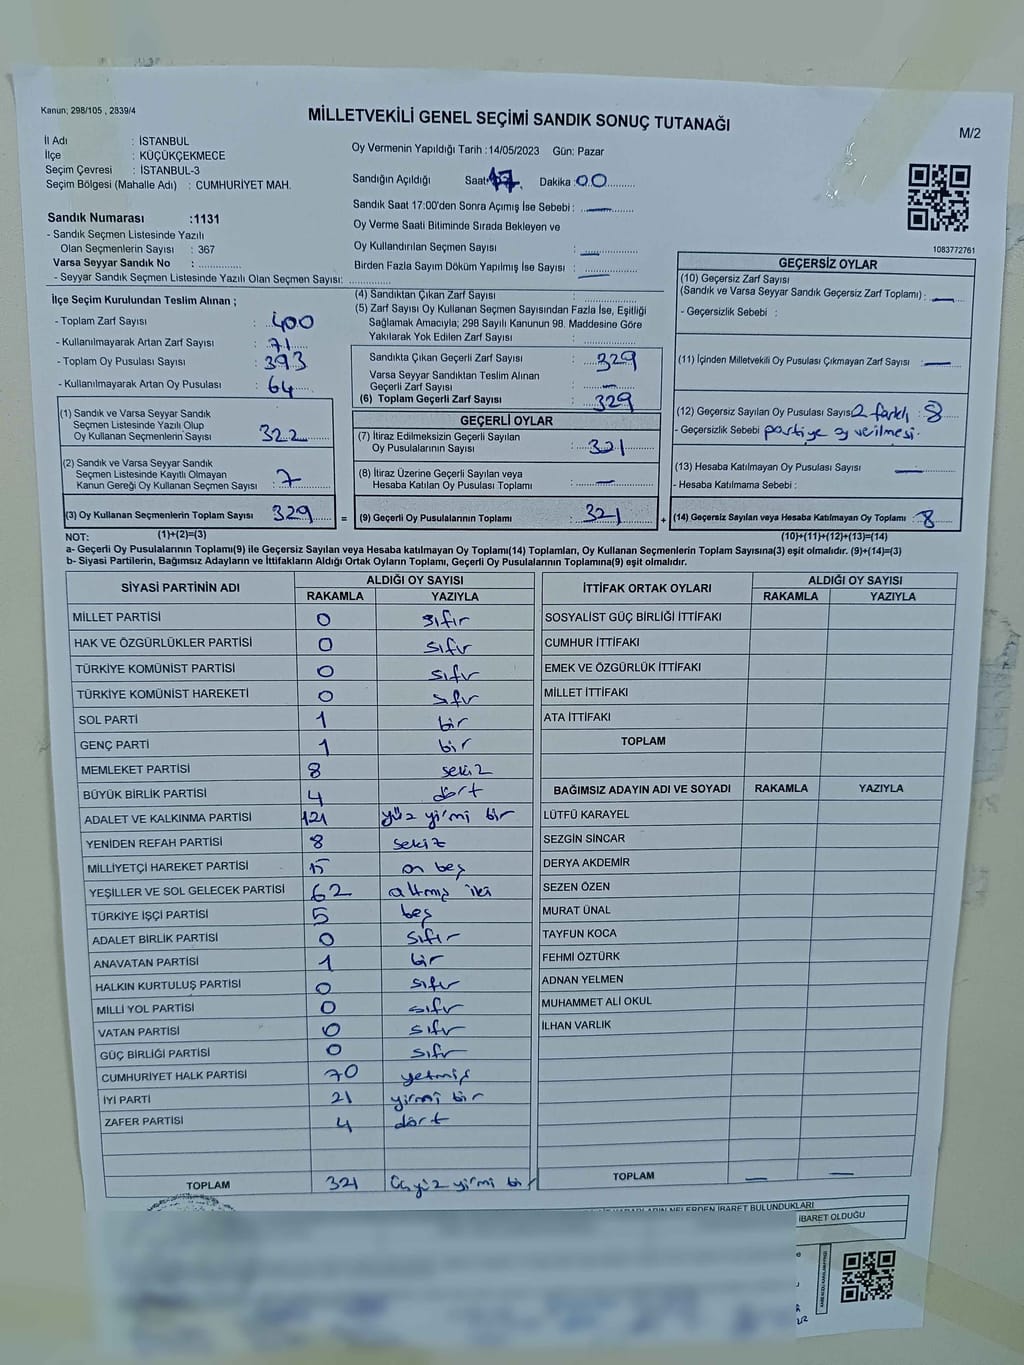 Kanun; 298/105 , 2839/4
MİLLETVEKİLİ GENEL SEÇİMİ SANDIK SONUÇ TUTANAĞI
M/2
İl Adı : İSTANBUL
İlçe : KÜÇÜKÇEKMECE
Seçim Çevresi : İSTANBUL-3
Seçim Bölgesi (Mahalle Adı) : CUMHURİYET MAH.
Oy Vermenin Yapıldığı Tarih :14/05/2023 Gün: Pazar
Sandığın Açıldığı Saat: 17 Dakika 00
Sandık Saat 17:00'den Sonra Açımış İse Sebebi : —
Oy Verme Saati Bitiminde Sırada Bekleyen ve
Oy Kullandırılan Seçmen Sayısı : —
Birden Fazla Sayım Döküm Yapılmış İse Sayısı : —
1083772761
Sandık Numarası :1131
- Sandık Seçmen Listesinde Yazılı
Olan Seçmenlerin Sayısı : 367
Varsa Seyyar Sandık No :
- Seyyar Sandık Seçmen Listesinde Yazılı Olan Seçmen Sayısı:
İlçe Seçim Kurulundan Teslim Alınan ;
- Toplam Zarf Sayısı : 400
- Kullanılmayarak Artan Zarf Sayısı : 71
- Toplam Oy Pusulası Sayısı : 393
- Kullanılmayarak Artan Oy Pusulası : 64
(1) Sandık ve Varsa Seyyar Sandık
Seçmen Listesinde Yazılı Olup
Oy Kullanan Seçmenlerin Sayısı : 322
(2) Sandık ve Varsa Seyyar Sandık
Seçmen Listesinde Kayıtlı Olmayan
Kanun Gereği Oy Kullanan Seçmen Sayısı : 7
(3) Oy Kullanan Seçmenlerin Toplam Sayısı 329
(4) Sandıktan Çıkan Zarf Sayısı :
(5) Zarf Sayısı Oy Kullanan Seçmen Sayısından Fazla İse, Eşitliği
Sağlamak Amacıyla; 298 Sayılı Kanunun 98. Maddesine Göre
Yakılarak Yok Edilen Zarf Sayısı :
Sandıkta Çıkan Geçerli Zarf Sayısı : 329
Varsa Seyyar Sandıktan Teslim Alınan
Geçerli Zarf Sayısı : —
(6) Toplam Geçerli Zarf Sayısı : 329
GEÇERLİ OYLAR
(7) İtiraz Edilmeksizin Geçerli Sayılan
Oy Pusulalarının Sayısı : 321
(8) İtiraz Üzerine Geçerli Sayılan veya
Hesaba Katılan Oy Pusulası Toplamı : —
= (9) Geçerli Oy Pusulalarının Toplamı : 321
GEÇERSİZ OYLAR
(10) Geçersiz Zarf Sayısı
(Sandık ve Varsa Seyyar Sandık Geçersiz Zarf Toplamı) : —
- Geçersizlik Sebebi :
(11) İçinden Milletvekili Oy Pusulası Çıkmayan Zarf Sayısı : —
(12) Geçersiz Sayılan Oy Pusulası Sayısı 2 farklı : 8
- Geçersizlik Sebebi partiye oy verilmesi.
(13) Hesaba Katılmayan Oy Pusulası Sayısı : —
- Hesaba Katılmama Sebebi :
+ (14) Geçersiz Sayılan veya Hesaba Katılmayan Oy Toplamı : 8
NOT: (1)+(2)=(3)
(10)+(11)+(12)+(13)=(14)
a- Geçerli Oy Pusulalarının Toplamı(9) ile Geçersiz Sayılan veya Hesaba katılmayan Oy Toplamı(14) Toplamları, Oy Kullanan Seçmenlerin Toplam Sayısına(3) eşit olmalıdır. (9)+(14)=(3)
b- Siyasi Partilerin, Bağımsız Adayların ve İttifakların Aldığı Ortak Oyların Toplamı, Geçerli Oy Pusulalarının Toplamına(9) eşit olmalıdır.
SİYASİ PARTİNİN ADI ALDIĞI OY SAYISI
RAKAMLA YAZIYLA
MİLLET PARTİSİ 0 sıfır
HAK VE ÖZGÜRLÜKLER PARTİSİ 0 sıfır
TÜRKİYE KOMÜNİST PARTİSİ 0 sıfır
TÜRKİYE KOMÜNİST HAREKETİ 0 sıfır
SOL PARTİ 1 bir
GENÇ PARTİ 1 bir
MEMLEKET PARTİSİ 8 sekiz
BÜYÜK BİRLİK PARTİSİ 4 dört
ADALET VE KALKINMA PARTİSİ 121 yüz yirmi bir
YENİDEN REFAH PARTİSİ 8 sekiz
MİLLİYETÇİ HAREKET PARTİSİ 15 on beş
YEŞİLLER VE SOL GELECEK PARTİSİ 62 altmış iki
TÜRKİYE İŞÇİ PARTİSİ 5 beş
ADALET BİRLİK PARTİSİ 0 sıfır
ANAVATAN PARTİSİ 1 bir
HALKIN KURTULUŞ PARTİSİ 0 sıfır
MİLLİ YOL PARTİSİ 0 sıfır
VATAN PARTİSİ 0 sıfır
GÜÇ BİRLİĞİ PARTİSİ 0 sıfır
CUMHURİYET HALK PARTİSİ 70 yetmiş
İYİ PARTİ 21 yirmi bir
ZAFER PARTİSİ 4 dört
TOPLAM 321 Üçyüz yirmi bir
İTTİFAK ORTAK OYLARI ALDIĞI OY SAYISI
RAKAMLA YAZIYLA
SOSYALİST GÜÇ BİRLİĞİ İTTİFAKI
CUMHUR İTTİFAKI
EMEK VE ÖZGÜRLÜK İTTİFAKI
MİLLET İTTİFAKI
ATA İTTİFAKI
TOPLAM
BAĞIMSIZ ADAYIN ADI VE SOYADI RAKAMLA YAZIYLA
LÜTFÜ KARAYEL
SEZGİN SİNCAR
DERYA AKDEMİR
SEZEN ÖZEN
MURAT ÜNAL
TAYFUN KOCA
FEHMİ ÖZTÜRK
ADNAN YELMEN
MUHAMMET ALİ OKUL
İLHAN VARLIK
TOPLAM — —
NELERDEN İBARET BULUNDUKLARI
İBARET OLDUĞU